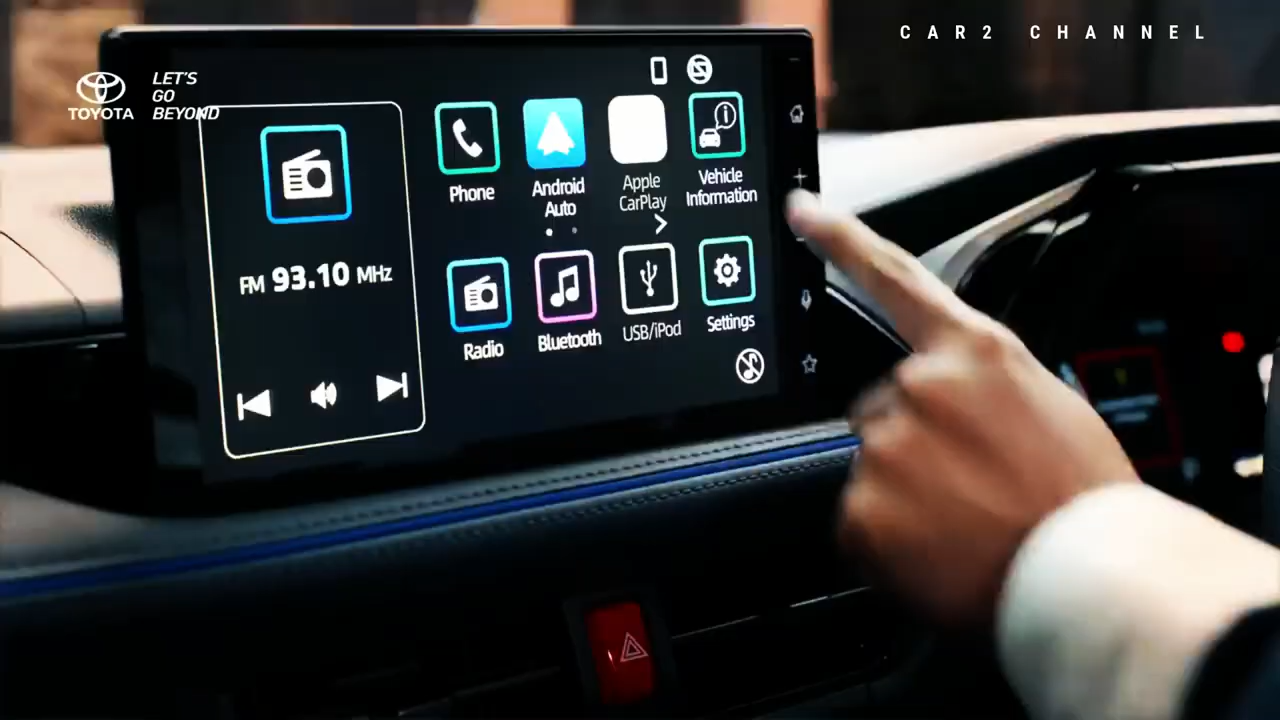 CAR2 CHANNEL
TOYOTA
LET'S
GO
BEYOND
FM 93.10 MHz
Phone
Android
Auto
Apple
CarPlay
Vehicle
Information
Radio
Bluetooth
USB/iPod
Settings